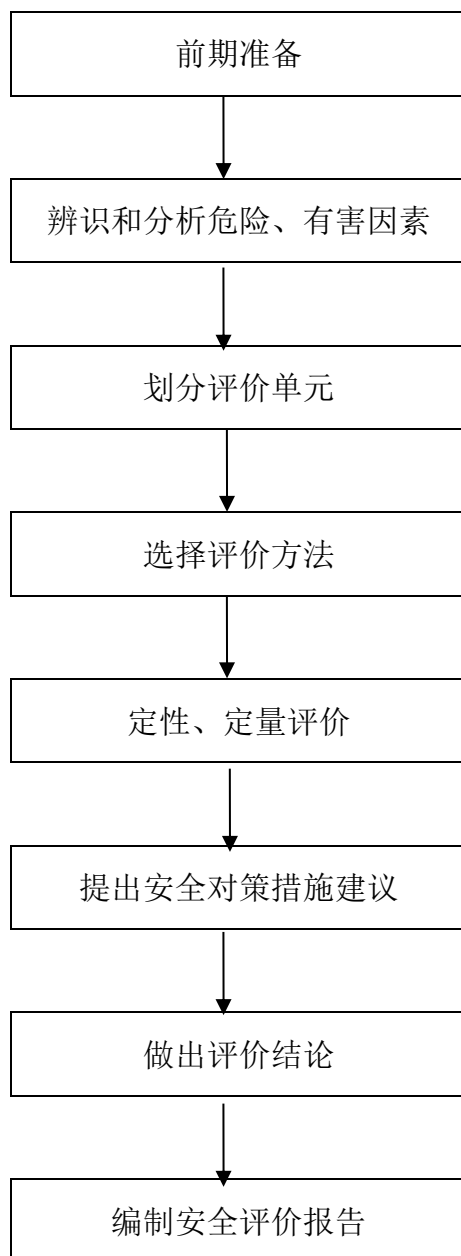 前期准备
辨识和分析危险、有害因素
划分评价单元
选择评价方法
定性、定量评价
提出安全对策措施建议
做出评价结论
编制安全评价报告